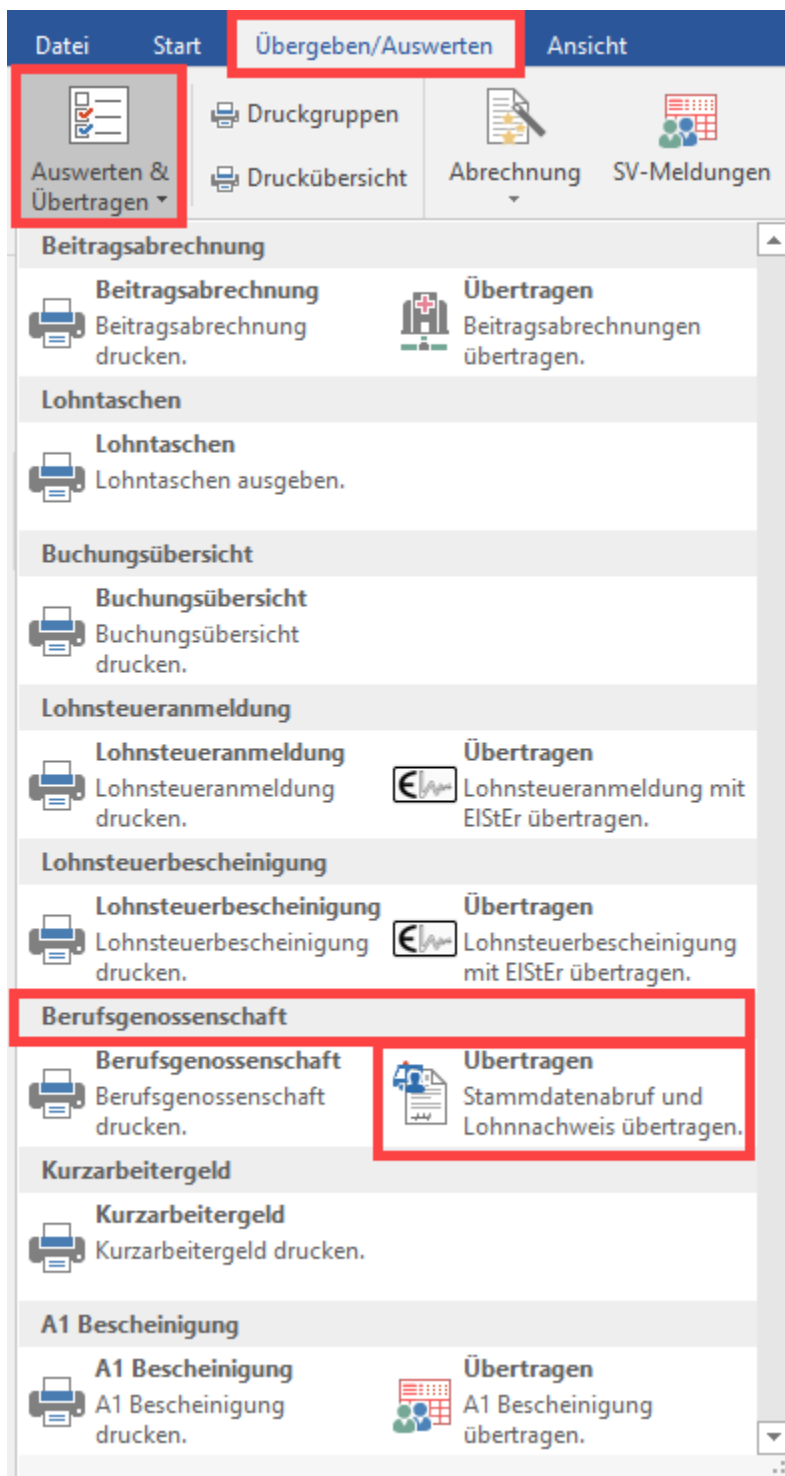 Datei Start Übergeben/Auswerten Ansicht
Druckgruppen
Auswerten &
Übertragen
Druckübersicht
Abrechnung
SV-Meldungen
Beitragsabrechnung
Beitragsabrechnung Übertragen
Beitragsabrechnung Beitragsabrechnungen
drucken. übertragen.
Lohntaschen
Lohntaschen
Lohntaschen ausgeben.
Buchungsübersicht
Buchungsübersicht
Buchungsübersicht
drucken.
Lohnsteueranmeldung
Lohnsteueranmeldung Übertragen
Lohnsteueranmeldung Lohnsteueranmeldung mit
drucken. ElStEr übertragen.
Lohnsteuerbescheinigung
Lohnsteuerbescheinigung Übertragen
Lohnsteuerbescheinigung Lohnsteuerbescheinigung
drucken. mit ElStEr übertragen.
Berufsgenossenschaft
Berufsgenossenschaft Übertragen
Berufsgenossenschaft Stammdatenabruf und
drucken. Lohnnachweis übertragen.
Kurzarbeitergeld
Kurzarbeitergeld
Kurzarbeitergeld drucken.
A1 Bescheinigung
A1 Bescheinigung Übertragen
A1 Bescheinigung A1 Bescheinigung
drucken. übertragen.